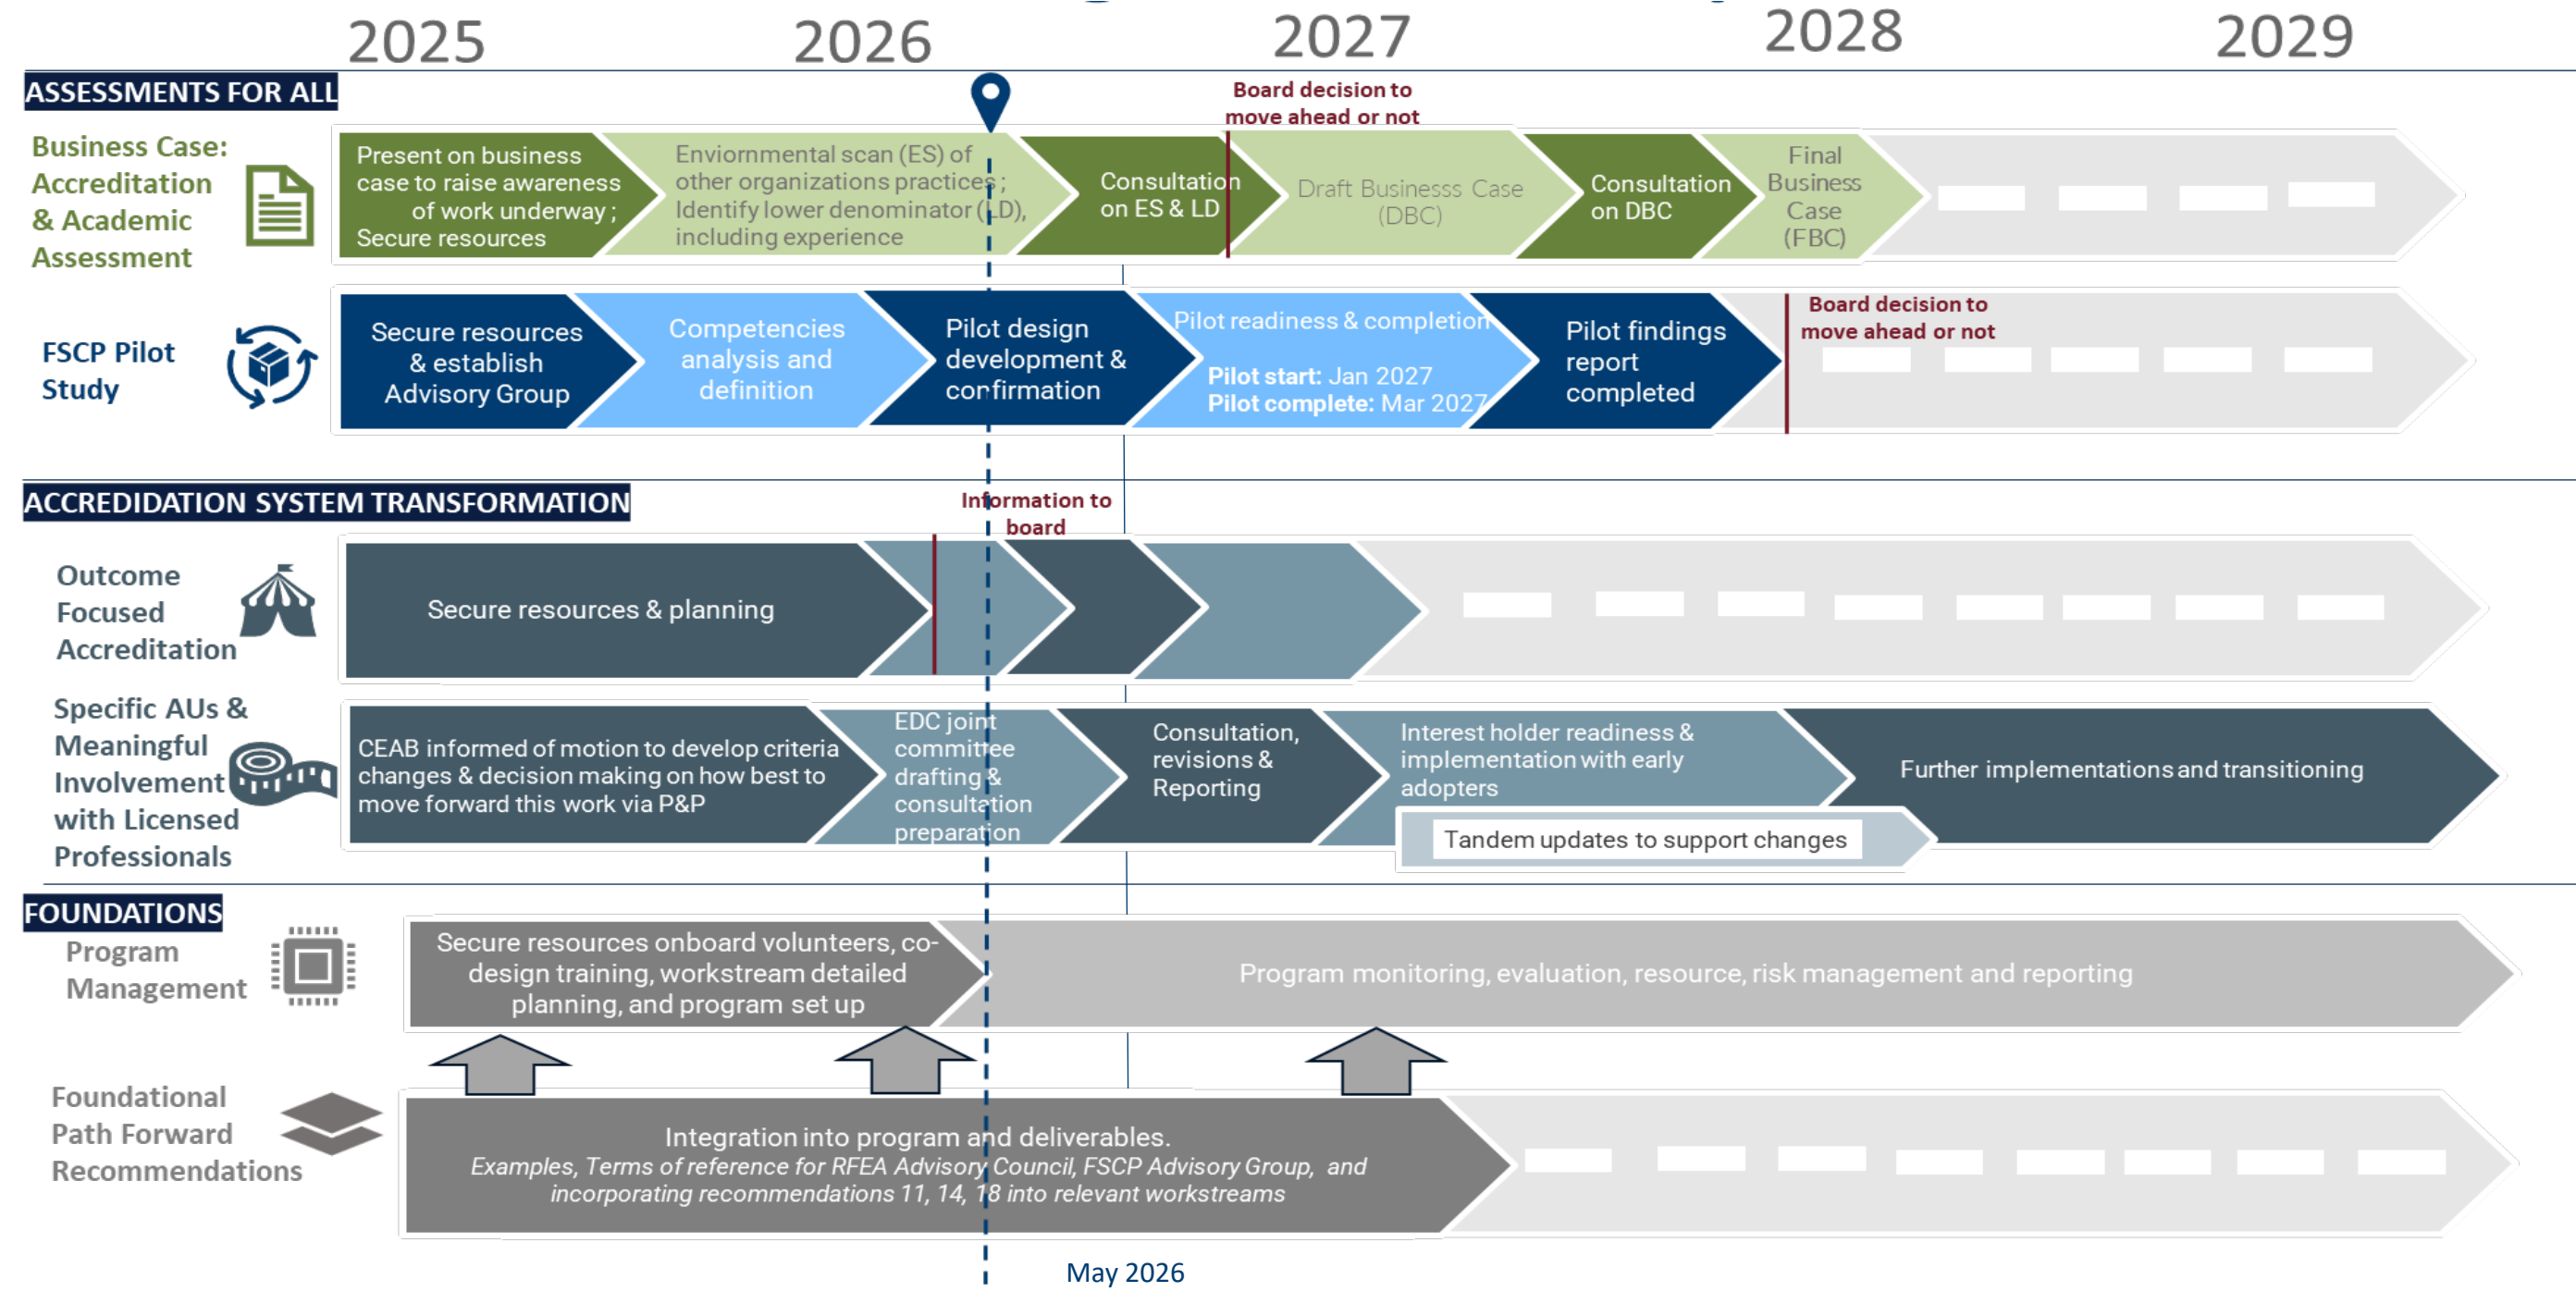 2025
2026
2027
2028
2029
ASSESSMENTS FOR ALL
Board decision to
move ahead or not
Business Case:
Accreditation
& Academic
Assessment
Present on business
case to raise awareness
of work underway;
Secure resources
Enviornmental scan (ES) of
other organizations practices;
Identify lower denominator (LD),
including experience
Consultation
on ES & LD
Draft Businesss Case
(DBC)
Consultation
on DBC
Final
Business
Case
(FBC)
FSCP Pilot
Study
Secure resources
& establish
Advisory Group
Competencies
analysis and
definition
Pilot design
development &
confirmation
Pilot readiness & completion
Pilot start: Jan 2027
Pilot complete: Mar 2027
Pilot findings
report
completed
Board decision to
move ahead or not
ACCREDIDATION SYSTEM TRANSFORMATION
Information to
board
Outcome
Focused
Accreditation
Secure resources & planning
Specific AUs &
Meaningful
Involvement
with Licensed
Professionals
CEAB informed of motion to develop criteria
changes & decision making on how best to
move forward this work via P&P
EDC joint
committee
drafting &
consultation
preparation
Consultation,
revisions &
Reporting
Interest holder readiness &
implementation with early
adopters
Further implementations and transitioning
Tandem updates to support changes
FOUNDATIONS
Program
Management
Secure resources onboard volunteers, co-
design training, workstream detailed
planning, and program set up
Program monitoring, evaluation, resource, risk management and reporting
Foundational
Path Forward
Recommendations
Integration into program and deliverables.
Examples, Terms of reference for RFEA Advisory Council, FSCP Advisory Group, and
incorporating recommendations 11, 14, 18 into relevant workstreams
May 2026